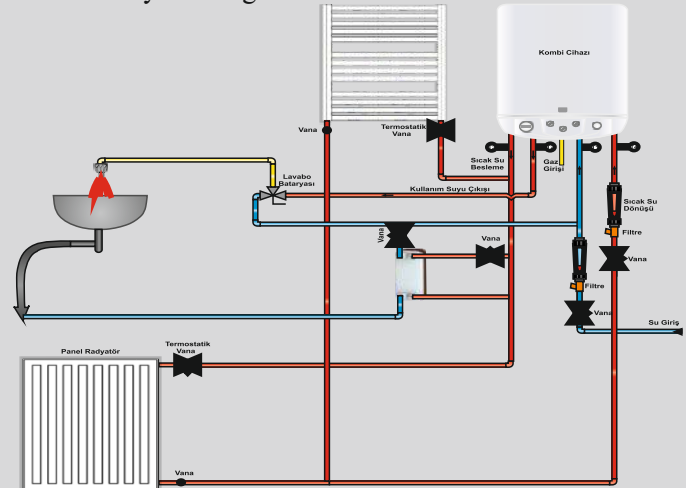 Kombi Cihazı
Vana
Termostatik
Vana
Sıcak Su
Besleme
Gaz
Girişi
Lavabo
Bataryası
Kullanım Suyu Çıkışı
Sıcak Su
Dönüşü
Filtre
Vana
Vana
Vana
Filtre
Vana
Su Giriş
Panel Radyatör
Termostatik
Vana
Vana